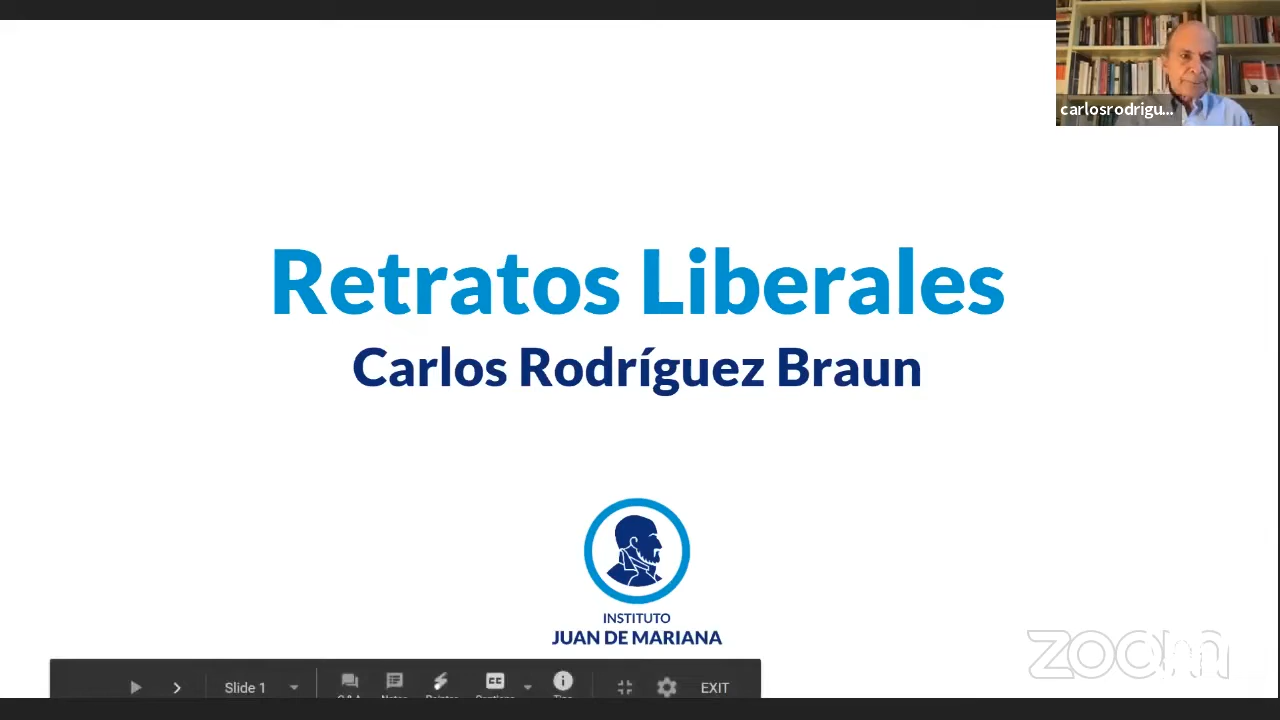 carlosrodrigu...
Retratos Liberales
Carlos Rodríguez Braun
INSTITUTO
JUAN DE MARIANA
zoom
Slide 1
EXIT